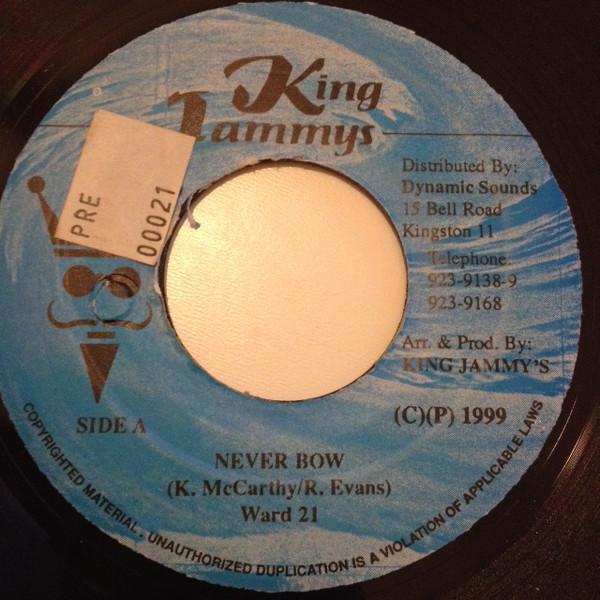 King
Jammys
PRE
00021
Distributed By:
Dynamic Sounds
15 Bell Road
Kingston 11
Telephone:
923-9138-9
923-9168
Arr. & Prod. By:
KING JAMMY'S
SIDE A
(C)(P) 1999
NEVER BOW
(K. McCarthy/R. Evans)
Ward 21
COPYRIGHTED MATERIAL. UNAUTHORIZED DUPLICATION IS A VIOLATION OF APPLICABLE LAWS